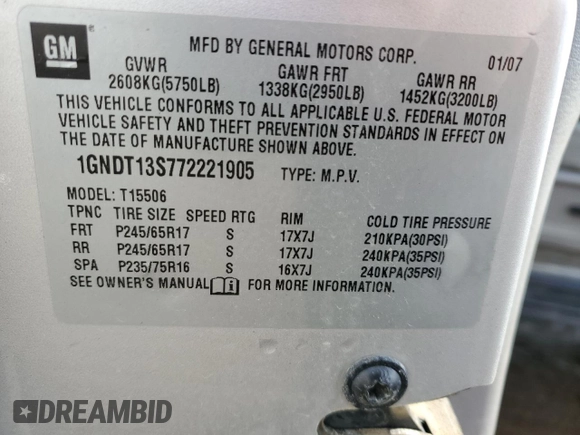 GM
MFD BY GENERAL MOTORS CORP. 01/07
GVWR GAWR FRT GAWR RR
2608KG(5750LB) 1338KG(2950LB) 1452KG(3200LB)
THIS VEHICLE CONFORMS TO ALL APPLICABLE U.S. FEDERAL MOTOR
VEHICLE SAFETY AND THEFT PREVENTION STANDARDS IN EFFECT ON
THE DATE OF MANUFACTURE SHOWN ABOVE.
1GNDT13S772221905 TYPE: M.P.V.
MODEL: T15506
TPNC TIRE SIZE SPEED RTG RIM COLD TIRE PRESSURE
FRT P245/65R17 S 17X7J 210KPA(30PSI)
RR P245/65R17 S 17X7J 240KPA(35PSI)
SPA P235/75R16 S 16X7J 240KPA(35PSI)
SEE OWNER'S MANUAL FOR MORE INFORMATION.
DREAMBID